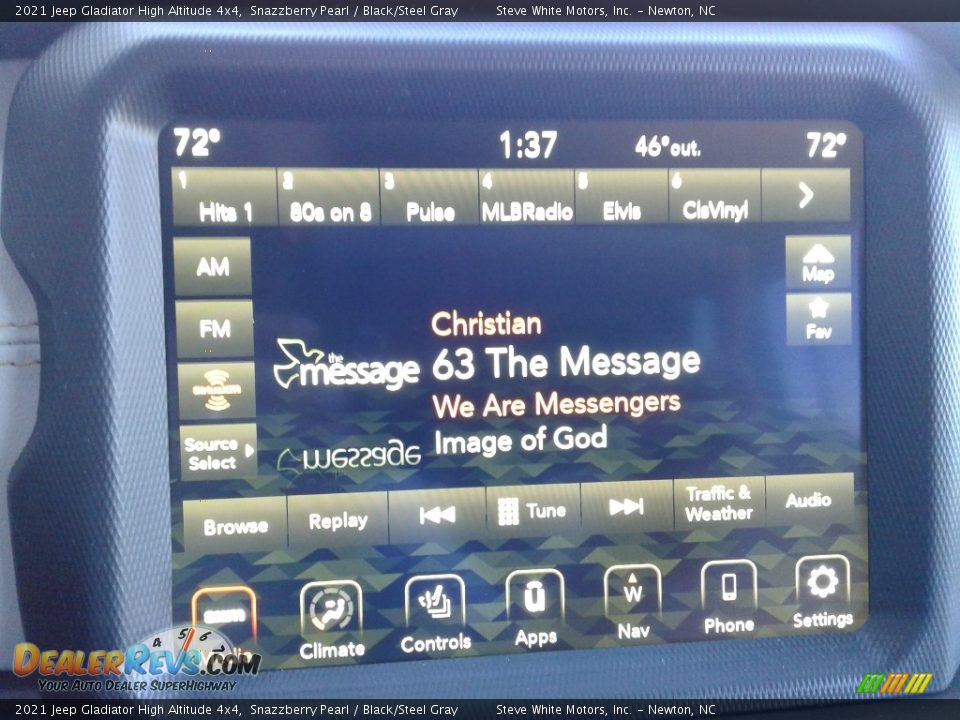 2021 Jeep Gladiator High Altitude 4x4, Snazzberry Pearl / Black/Steel Gray Steve White Motors, Inc. – Newton, NC
72° 1:37 46°out. 72°
1 2 3 4 5 6
Hits 1 80s on 8 Pulse MLBRadio Elvis ClsVinyl
AM
Map
FM
Fav
Christian
the message 63 The Message
siriusxm
We Are Messengers
Source Select
message Image of God
Browse Replay Tune Traffic & Weather Audio
W
Climate Controls Apps Nav Phone Settings
4 5 6
DealerRevs.com
Your Auto Dealer SuperHighway
2021 Jeep Gladiator High Altitude 4x4, Snazzberry Pearl / Black/Steel Gray Steve White Motors, Inc. – Newton, NC